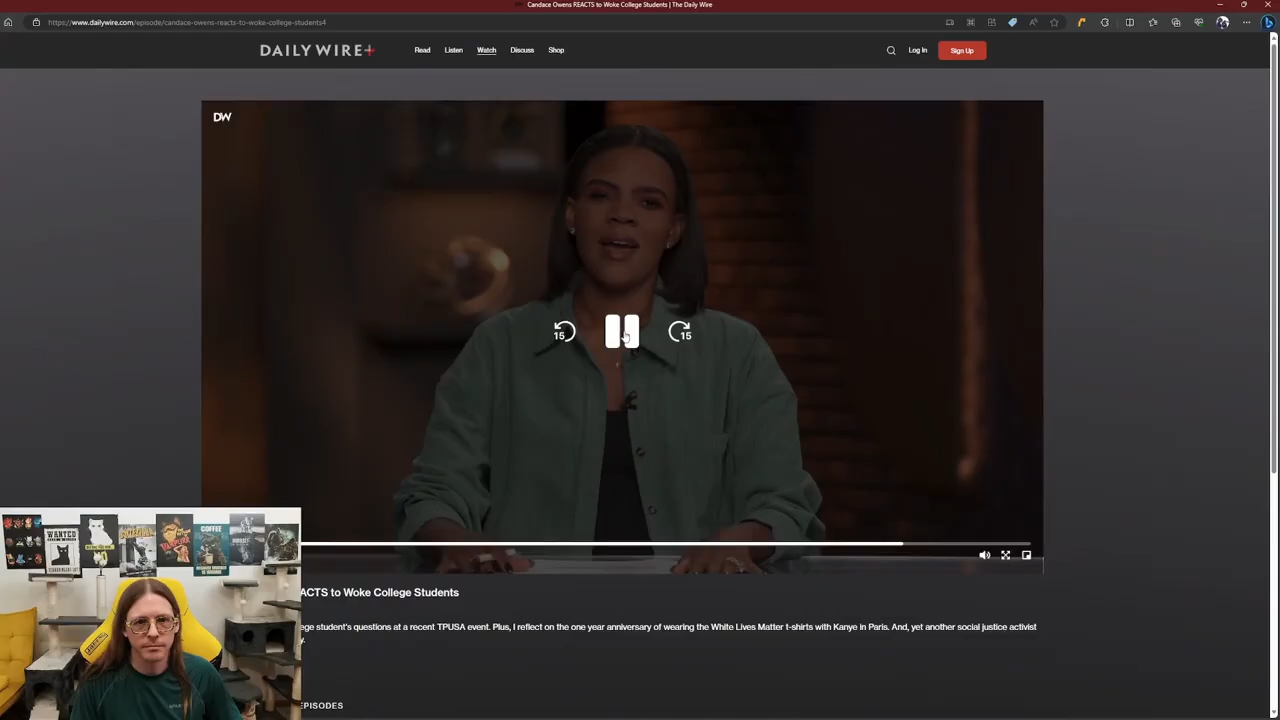 Candace Owens REACTS to Woke College Students | The Daily Wire
https://www.dailywire.com/episode/candace-owens-reacts-to-woke-college-students4
DAILYWIRE+
Read
Listen
Watch
Discuss
Shop
Log In
Sign Up
DW
15
15
WANTED
COFFEE
ACTS to Woke College Students
ege student's questions at a recent TPUSA event. Plus, I reflect on the one year anniversary of wearing the White Lives Matter t-shirts with Kanye in Paris. And, yet another social justice activist
y.
EPISODES